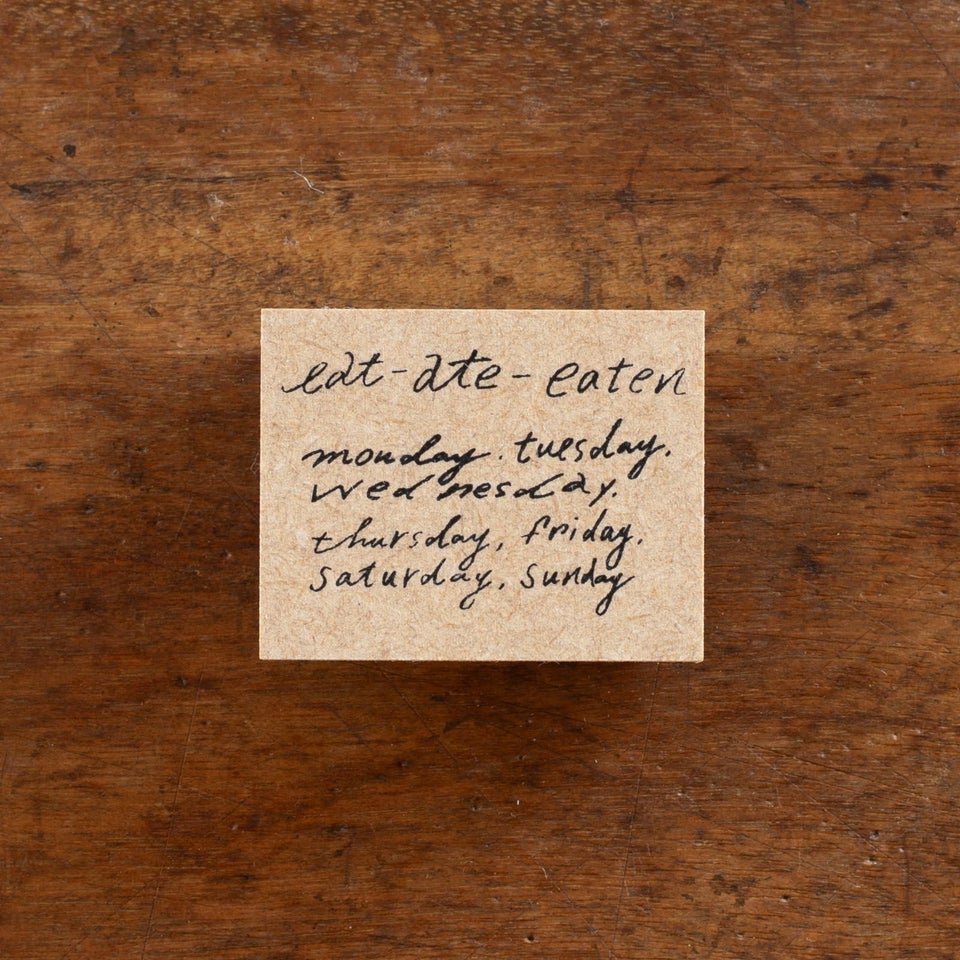 eat - ate - eaten
monday. tuesday.
wednesday.
thursday, friday.
saturday, sunday